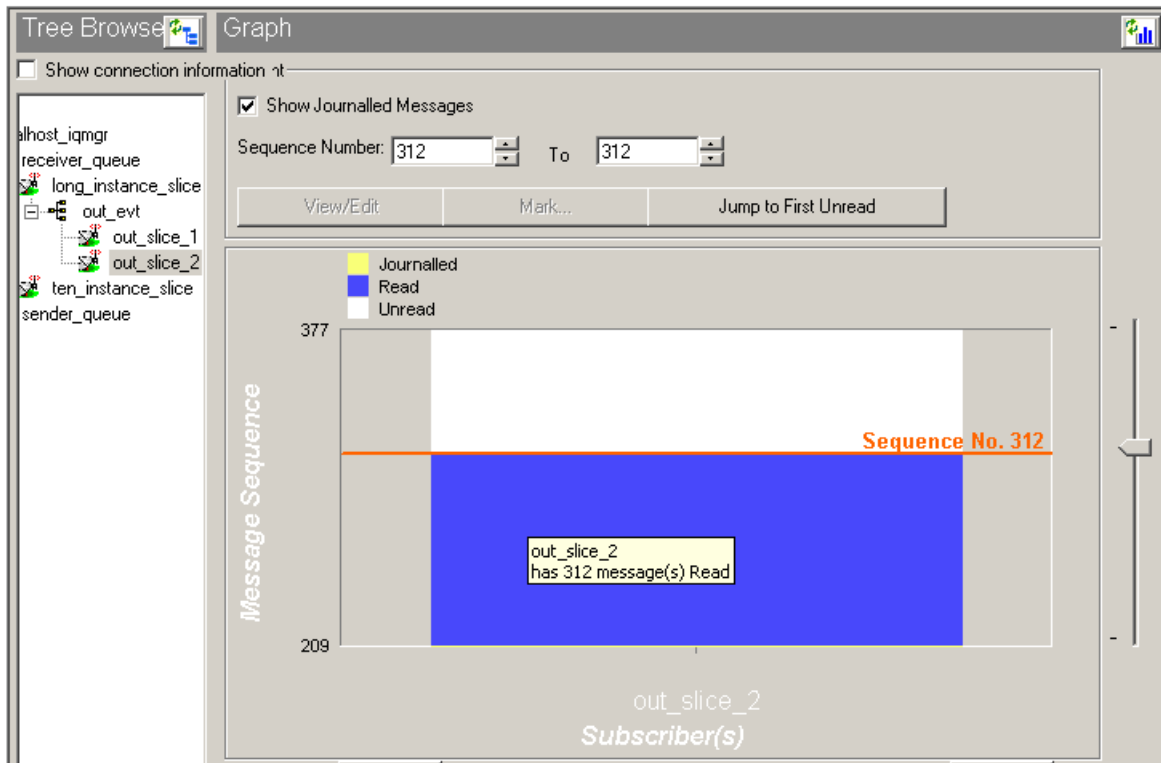 Tree Browse
Graph
Show connection information
nt
Show Journalled Messages
Sequence Number: 312 To 312
View/Edit Mark... Jump to First Unread
alhost_iqmgr
receiver_queue
long_instance_slice
out_evt
out_slice_1
out_slice_2
ten_instance_slice
sender_queue
Journalled
Read
Unread
377
Sequence No. 312
Message Sequence
out_slice_2
has 312 message(s) Read
209
out_slice_2
Subscriber(s)